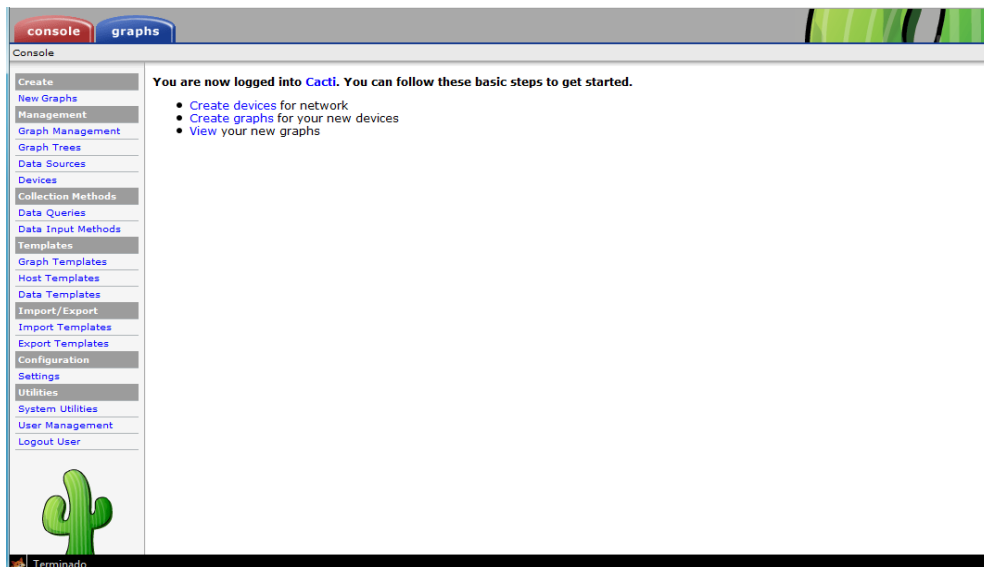 console graphs
Console
Create
New Graphs
Management
Graph Management
Graph Trees
Data Sources
Devices
Collection Methods
Data Queries
Data Input Methods
Templates
Graph Templates
Host Templates
Data Templates
Import/Export
Import Templates
Export Templates
Configuration
Settings
Utilities
System Utilities
User Management
Logout User
You are now logged into Cacti. You can follow these basic steps to get started.
• Create devices for network
• Create graphs for your new devices
• View your new graphs
Terminado